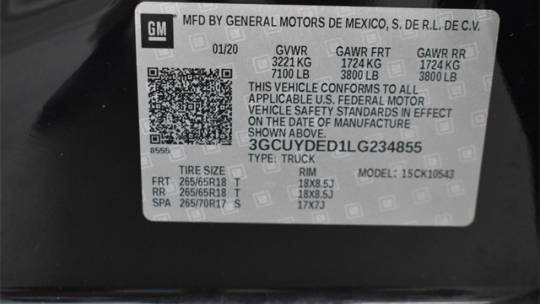 GM
MFD BY GENERAL MOTORS DE MEXICO, S. DE R.L. DE C.V.
01/20 GVWR GAWR FRT GAWR RR
3221 KG 1724 KG 1724 KG
7100 LB 3800 LB 3800 LB
THIS VEHICLE CONFORMS TO ALL
APPLICABLE U.S. FEDERAL MOTOR
VEHICLE SAFETY STANDARDS IN EFFECT
ON THE DATE OF MANUFACTURE
SHOWN ABOVE.
8555 3GCUYDED1LG234855
TYPE: TRUCK
TIRE SIZE RIM MODEL: 15CK10543
FRT 265/65R18 T 18X8.5J
RR 265/65R18 T 18X8.5J
SPA 265/70R17 S 17X7J